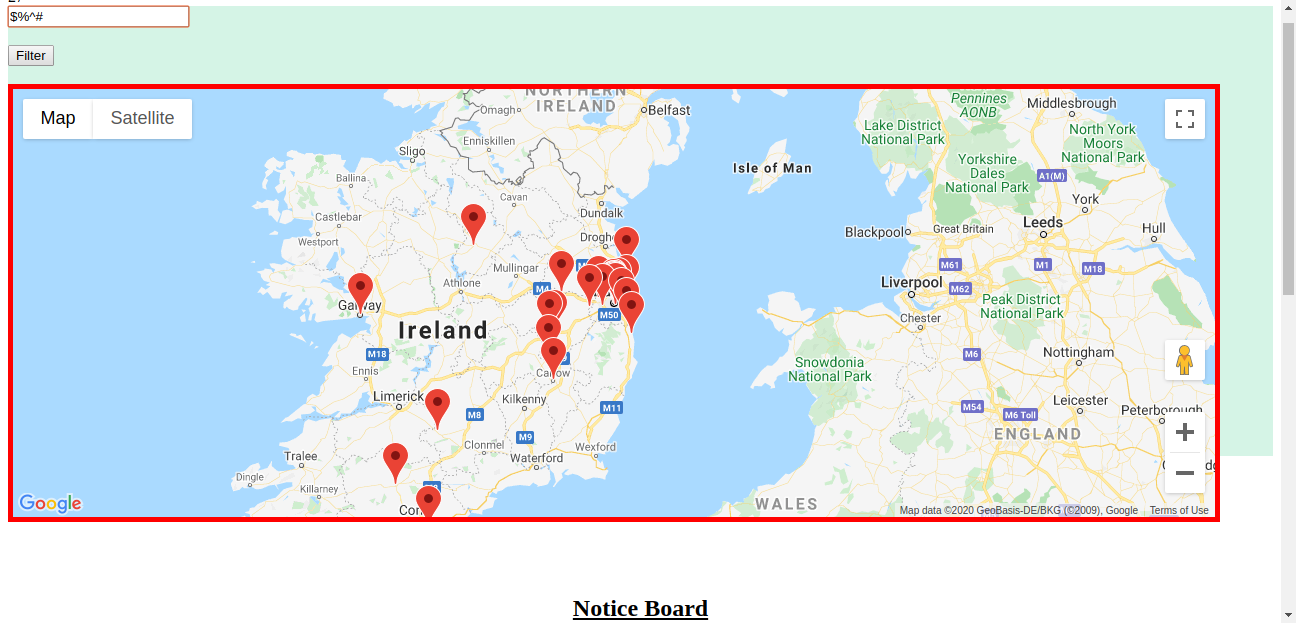 $%^#
Filter
Map
Satellite
NORTHERN
IRELAND
Omagh
Belfast
Enniskillen
Sligo
Ballina
Cavan
Dundalk
Castlebar
Westport
Mullingar
Athlone
M4
M50
Ireland
M18
Ennis
Limerick
Kilkenny
M8
M11
M9
Clonmel
Wexford
Waterford
Tralee
Dingle
Killarney
Isle of Man
Pennines
AONB
Middlesbrough
Lake District
National Park
North York
Moors
National Park
Yorkshire
Dales
National Park
A1(M)
York
Leeds
Hull
Blackpool
Great Britain
M61
M1
M18
Liverpool
M62
Peak District
National Park
Chester
Nottingham
M6
Snowdonia
National Park
Leicester
M54
M6 Toll
Peterborough
ENGLAND
WALES
Google
Map data ©2020 GeoBasis-DE/BKG (©2009), Google
Terms of Use
Notice Board